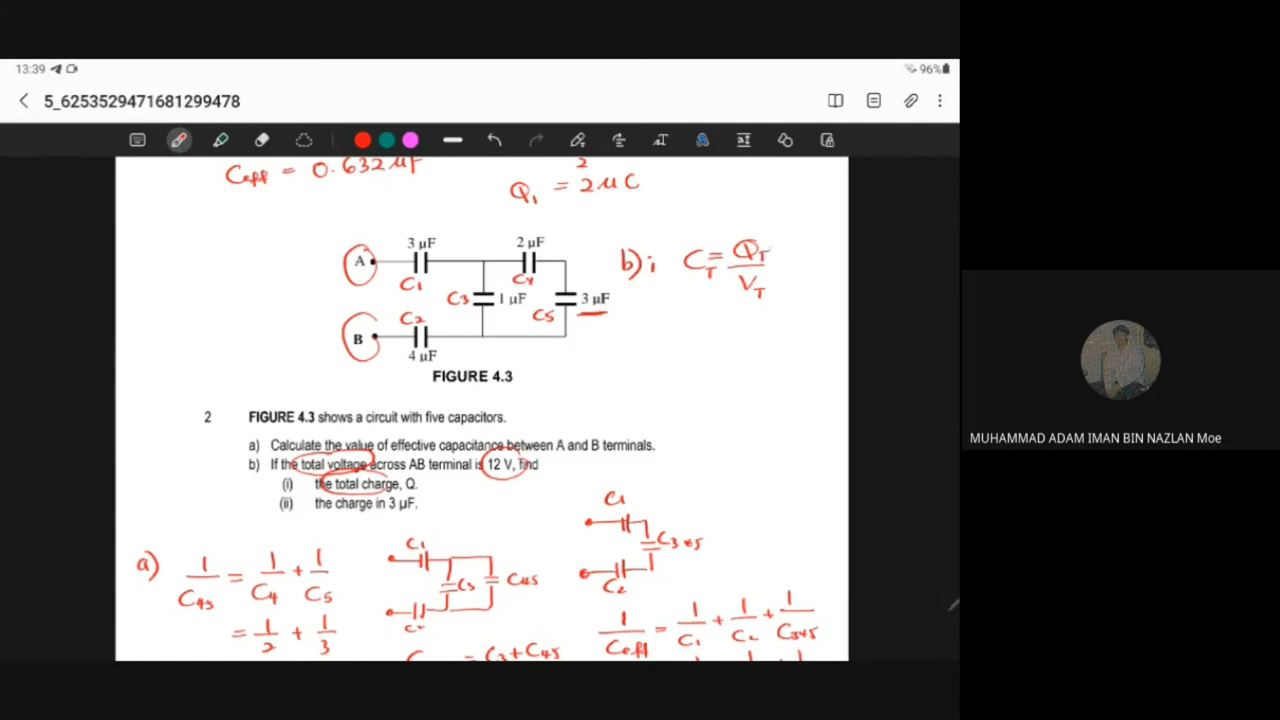 13:39
96%
5_6253529471681299478
Ceff = 0.632 µF
2
Q1 = 2 µC
A
3 µF
C1
2 µF
C4
C3
1 µF
C5
3 µF
B
C2
4 µF
b) i CT = QT / VT
FIGURE 4.3
2 FIGURE 4.3 shows a circuit with five capacitors.
a) Calculate the value of effective capacitance between A and B terminals.
b) If the total voltage across AB terminal is 12 V, find
(i) the total charge, Q.
(ii) the charge in 3 µF.
a) 1/C45 = 1/C4 + 1/C5
= 1/2 + 1/3
C1
C3
C45
C1
C345
C2
1/Ceff = 1/C1 + 1/C2 + 1/C345
= C3 + C45
MUHAMMAD ADAM IMAN BIN NAZLAN Moe